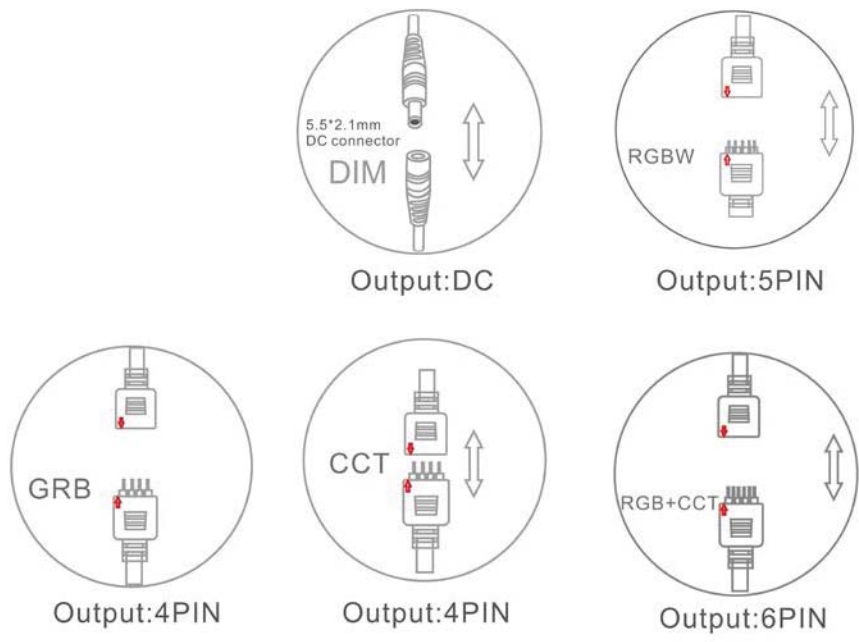 5.5*2.1mm
DC connector
DIM
Output:DC
RGBW
Output:5PIN
GRB
Output:4PIN
CCT
Output:4PIN
RGB+CCT
Output:6PIN